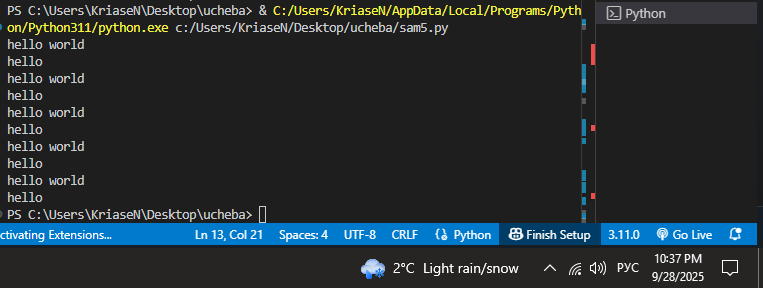 PS C:\Users\KriaseN\Desktop\ucheba> & C:/Users/KriaseN/AppData/Local/Programs/Pyth
on/Python311/python.exe c:/Users/KriaseN/Desktop/ucheba/sam5.py
hello world
hello
hello world
hello
hello world
hello
hello world
hello
hello world
hello
PS C:\Users\KriaseN\Desktop\ucheba>
Python
ctivating Extensions... Ln 13, Col 21 Spaces: 4 UTF-8 CRLF Python Finish Setup 3.11.0 Go Live
2°C Light rain/snow РУС 10:37 PM
9/28/2025